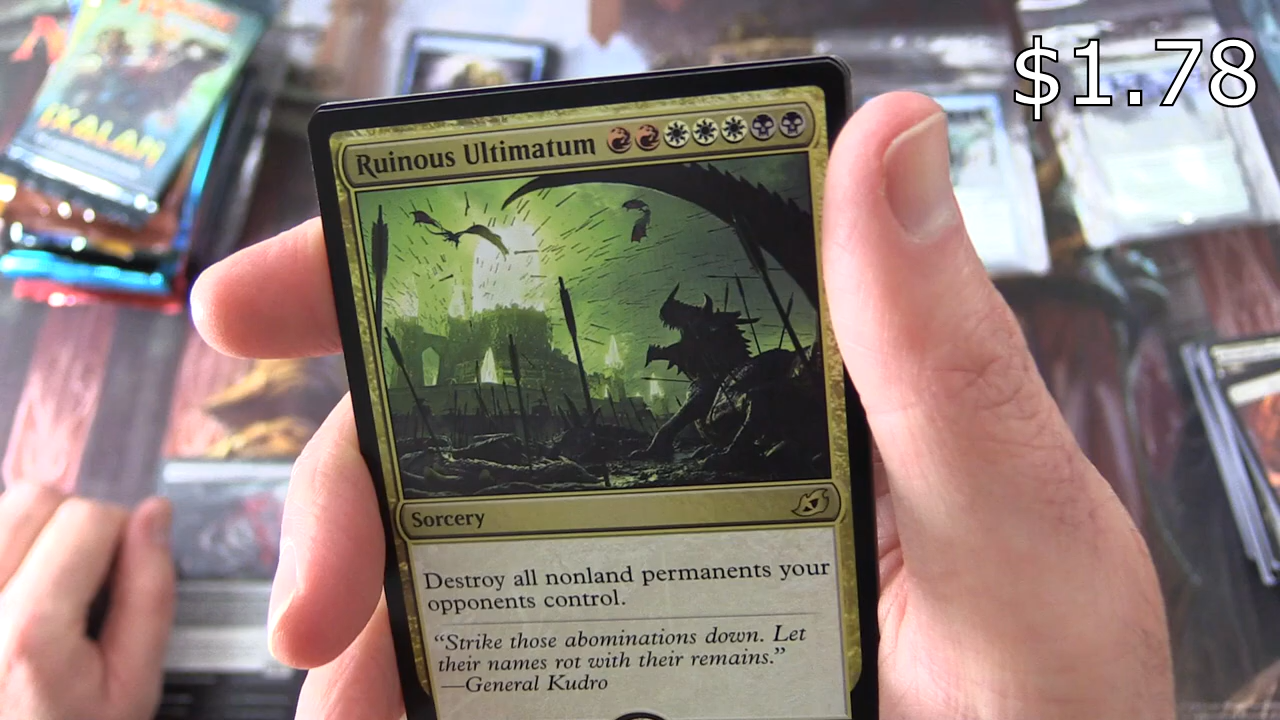 $1.78
IXALAN
Ruinous Ultimatum
Sorcery
Destroy all nonland permanents your
opponents control.
“Strike those abominations down. Let
their names rot with their remains.”
—General Kudro